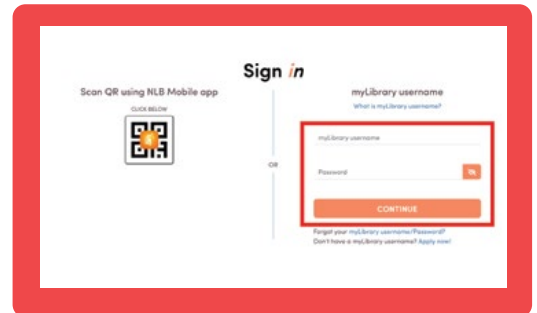 Sign in
Scan QR using NLB Mobile app
CLICK BELOW
OR
myLibrary username
What is myLibrary username?
myLibrary username
Password
CONTINUE
Forgot your myLibrary username/Password?
Don't have a myLibrary username? Apply now!